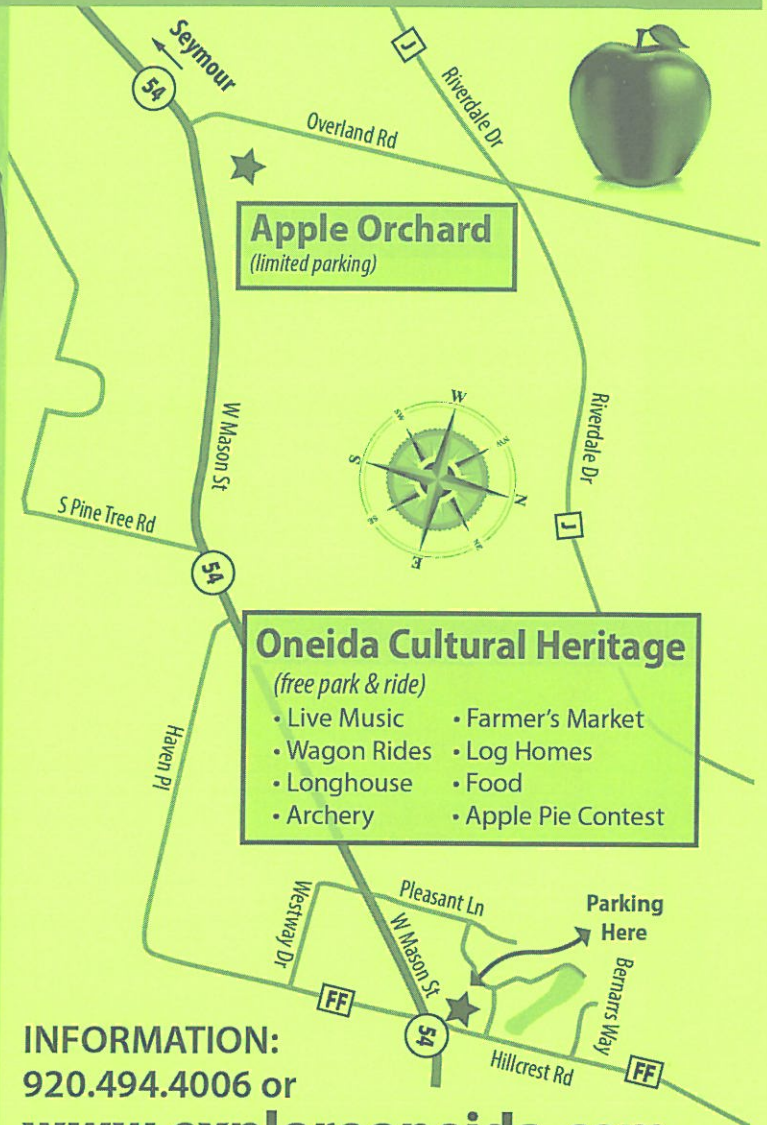 Seymour
54
J
Riverdale Dr
Overland Rd
Apple Orchard
(limited parking)
W Mason St
W
N
E
S
SW
Riverdale Dr
J
S Pine Tree Rd
54
Oneida Cultural Heritage
(free park & ride)
• Live Music
• Wagon Rides
• Longhouse
• Archery
• Farmer's Market
• Log Homes
• Food
• Apple Pie Contest
Haven Pl
Westway Dr
Pleasant Ln
W Mason St
Parking
Here
Bernarrs Way
FF
54
Hillcrest Rd
FF
INFORMATION:
920.494.4006 or